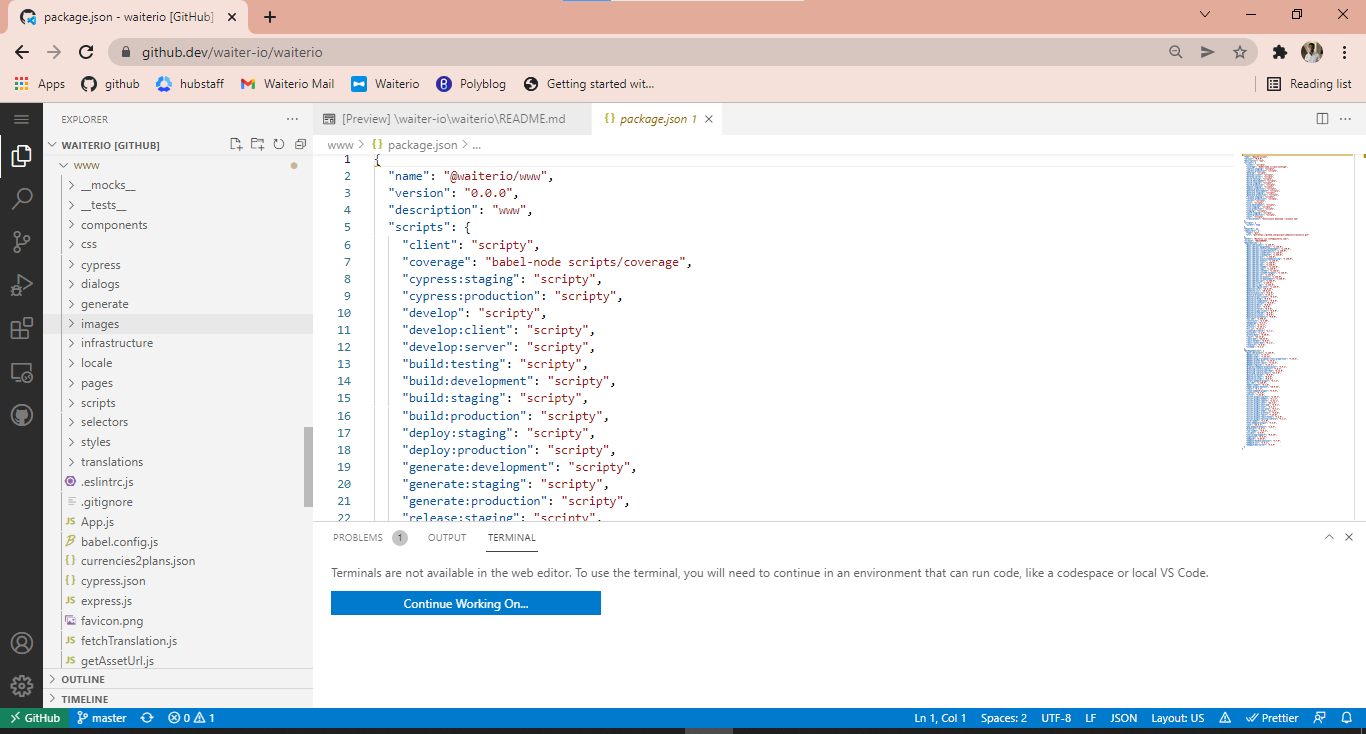 package.json - waiterio [GitHub]
github.dev/waiter-io/waiterio
Apps github hubstaff Waiterio Mail Waiterio Polyblog Getting started wit... Reading list
EXPLORER
WAITERIO [GITHUB]
www
__mocks__
__tests__
components
css
cypress
dialogs
generate
images
infrastructure
locale
pages
scripts
selectors
styles
translations
.eslintrc.js
.gitignore
App.js
babel.config.js
currencies2plans.json
cypress.json
express.js
favicon.png
fetchTranslation.js
getAssetUrl.js
OUTLINE
TIMELINE
[Preview] \waiter-io\waiterio\README.md
{} package.json 1
www > {} package.json > ...
1 {
2 "name": "@waiterio/www",
3 "version": "0.0.0",
4 "description": "www",
5 "scripts": {
6 "client": "scripty",
7 "coverage": "babel-node scripts/coverage",
8 "cypress:staging": "scripty",
9 "cypress:production": "scripty",
10 "develop": "scripty",
11 "develop:client": "scripty",
12 "develop:server": "scripty",
13 "build:testing": "scripty",
14 "build:development": "scripty",
15 "build:staging": "scripty",
16 "build:production": "scripty",
17 "deploy:staging": "scripty",
18 "deploy:production": "scripty",
19 "generate:development": "scripty",
20 "generate:staging": "scripty",
21 "generate:production": "scripty",
22 "release:staging": "scripty",
PROBLEMS 1 OUTPUT TERMINAL
Terminals are not available in the web editor. To use the terminal, you will need to continue in an environment that can run code, like a codespace or local VS Code.
Continue Working On...
GitHub master 0 1 Ln 1, Col 1 Spaces: 2 UTF-8 LF JSON Layout: US Prettier